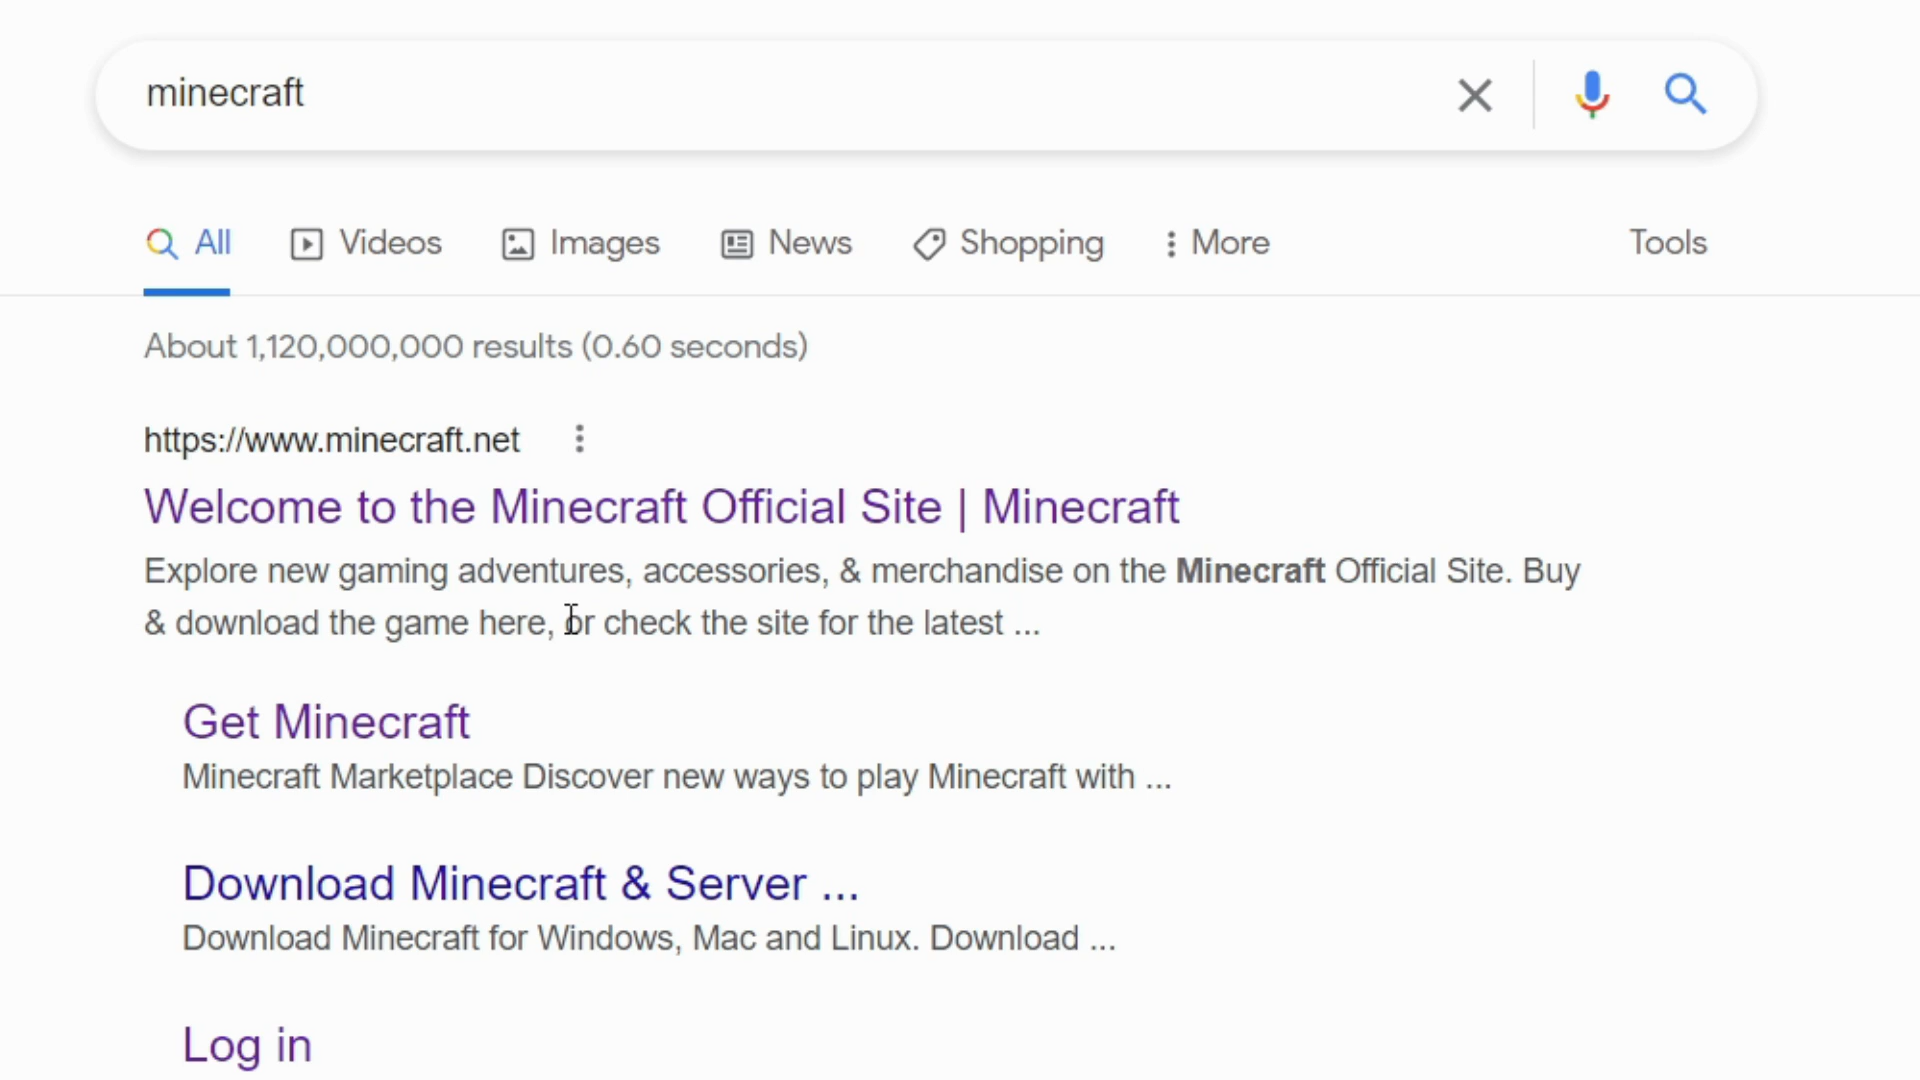 minecraft
All Videos Images News Shopping More Tools
About 1,120,000,000 results (0.60 seconds)
https://www.minecraft.net
Welcome to the Minecraft Official Site | Minecraft
Explore new gaming adventures, accessories, & merchandise on the Minecraft Official Site. Buy
& download the game here, or check the site for the latest ...
Get Minecraft
Minecraft Marketplace Discover new ways to play Minecraft with ...
Download Minecraft & Server ...
Download Minecraft for Windows, Mac and Linux. Download ...
Log in